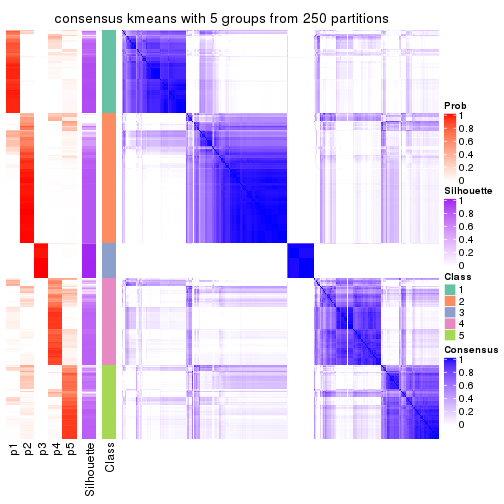 consensus kmeans with 5 groups from 250 partitions
Prob
1
0.8
0.6
0.4
0.2
0
Silhouette
1
0.8
0.6
0.4
0.2
0
Class
1
2
3
4
5
Consensus
1
0.8
0.6
0.4
0.2
0
p1
p2
p3
p4
p5
Silhouette
Class